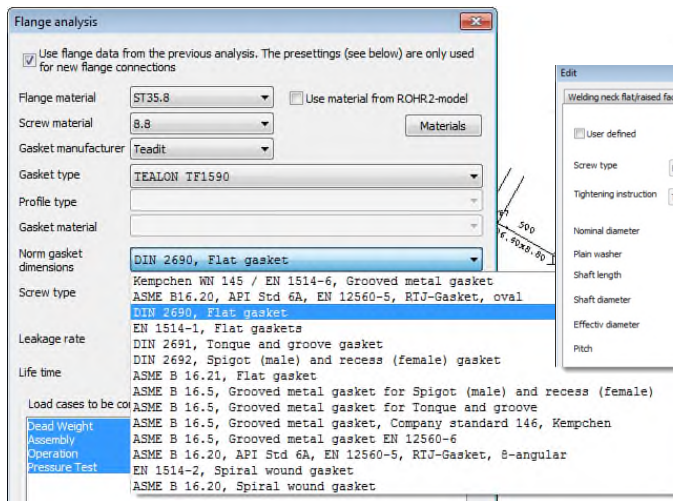 Flange analysis
Use flange data from the previous analysis. The presettings (see below) are only used
for new flange connections
Flange material
ST35.8
Use material from ROHR2-model
Screw material
8.8
Materials
Gasket manufacturer
Teadit
Gasket type
TEALON TF1590
Profile type
Gasket material
Norm gasket
dimensions
DIN 2690, Flat gasket
Screw type
Leakage rate
Life time
Kempchen WN 145 / EN 1514-6, Grooved metal gasket
ASME B16.20, API Std 6A, EN 12560-5, RTJ-Gasket, oval
DIN 2690, Flat gasket
EN 1514-1, Flat gaskets
DIN 2691, Tonque and groove gasket
DIN 2692, Spigot (male) and recess (female) gasket
ASME B 16.21, Flat gasket
ASME B 16.5, Grooved metal gasket for Spigot (male) and recess (female)
ASME B 16.5, Grooved metal gasket for Tonque and groove
ASME B 16.5, Grooved metal gasket, Company standard 146, Kempchen
ASME B 16.5, Grooved metal gasket EN 12560-6
ASME B 16.20, API Std 6A, EN 12560-5, RTJ-Gasket, 8-angular
EN 1514-2, Spiral wound gasket
ASME B 16.20, Spiral wound gasket
Load cases to be
Dead Weight
Assembly
Operation
Pressure Test
500
Edit
Welding neck flat/raised
User defined
Screw type
Tightening instruction
Nominal diameter
Plain washer
Shaft length
Shaft diameter
Effectiv diameter
Pitch